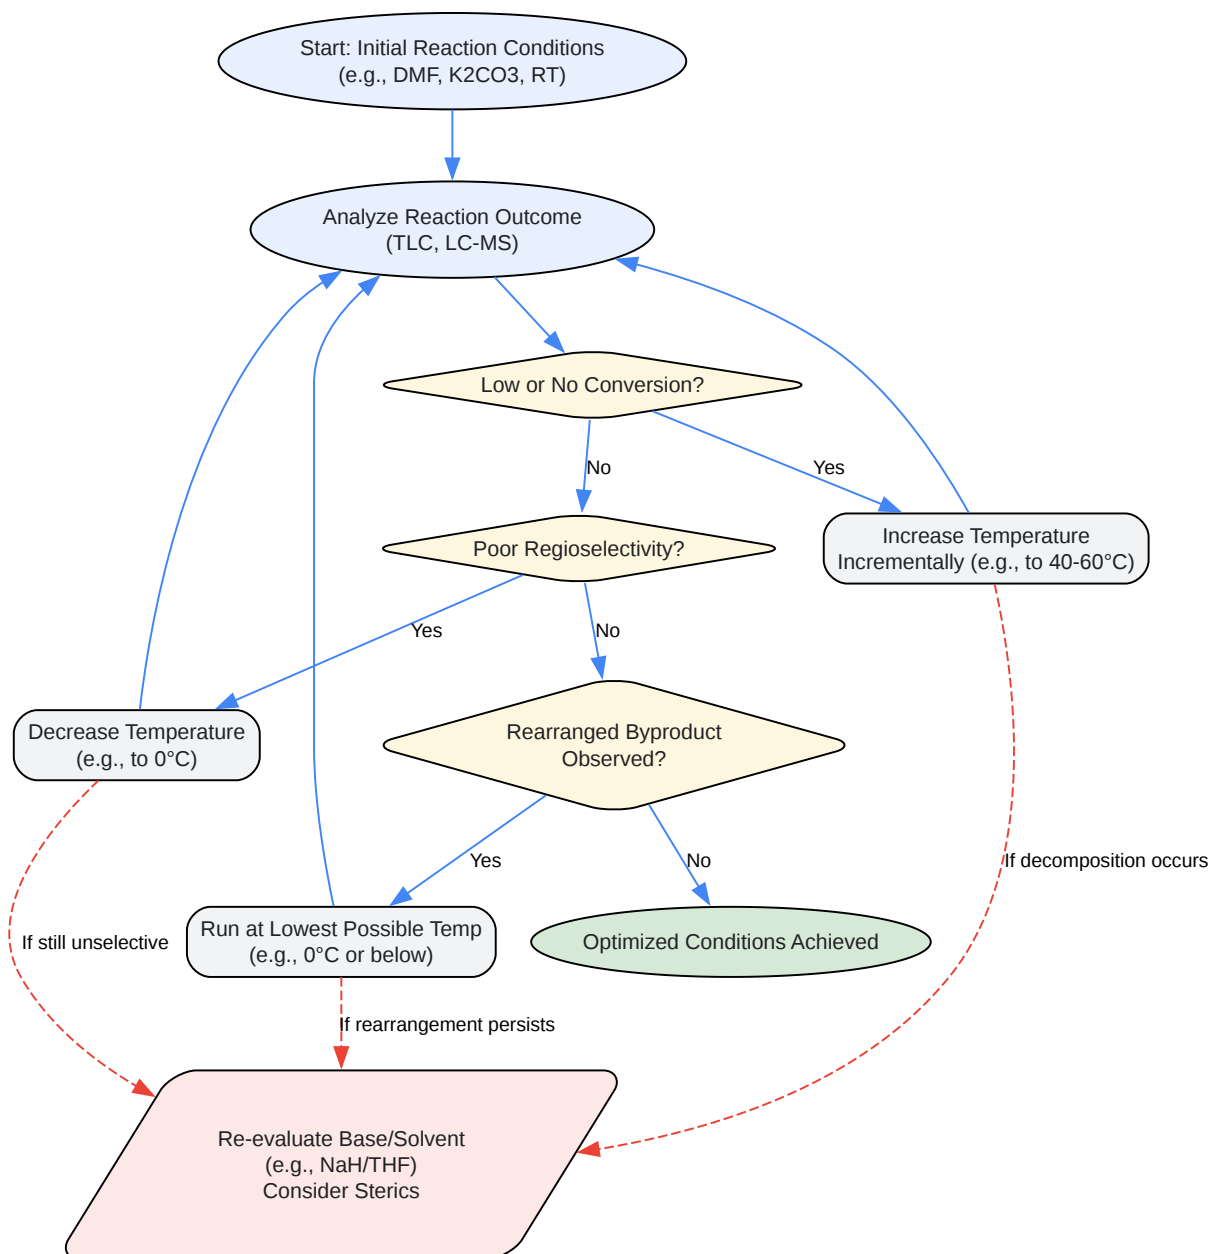 Start: Initial Reaction Conditions
(e.g., DMF, K2CO3, RT)
Analyze Reaction Outcome
(TLC, LC-MS)
Low or No Conversion?
No
Yes
Increase Temperature
Incrementally (e.g., to 40-60°C)
Poor Regioselectivity?
Yes
No
Decrease Temperature
(e.g., to 0°C)
Rearranged Byproduct
Observed?
Yes
No
If decomposition occurs
If still unselective
Run at Lowest Possible Temp
(e.g., 0°C or below)
Optimized Conditions Achieved
If rearrangement persists
Re-evaluate Base/Solvent
(e.g., NaH/THF)
Consider Sterics